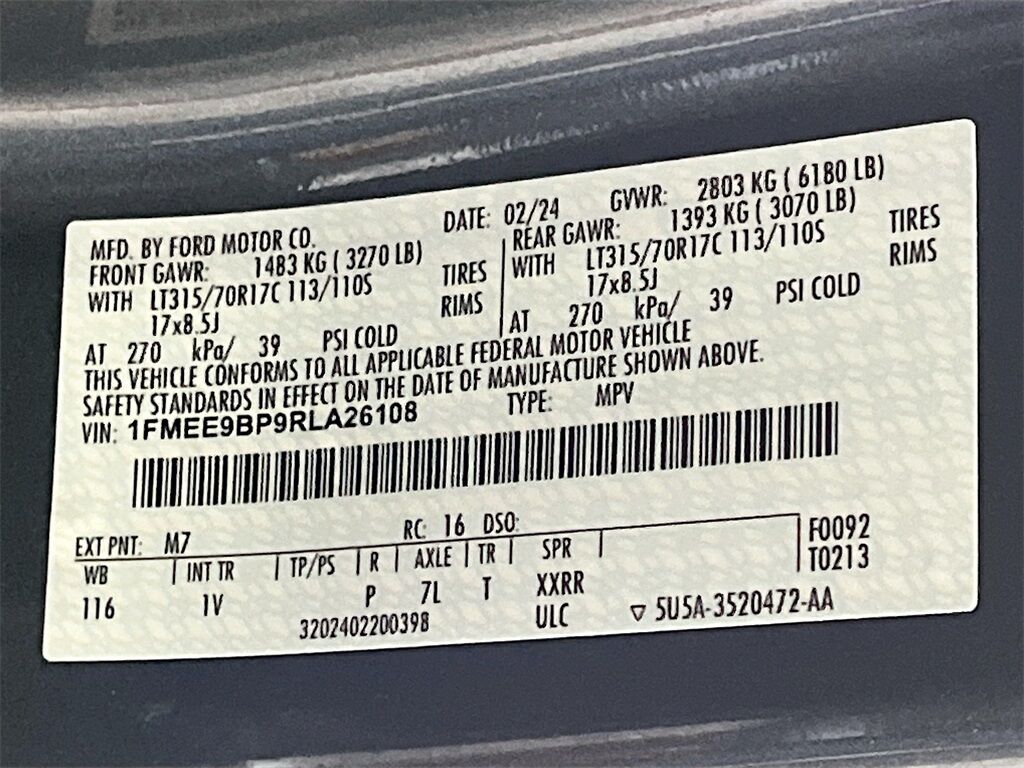 MFD. BY FORD MOTOR CO. DATE: 02/24 GVWR: 2803 KG ( 6180 LB)
FRONT GAWR: 1483 KG ( 3270 LB) REAR GAWR: 1393 KG ( 3070 LB)
WITH LT315/70R17C 113/110S TIRES WITH LT315/70R17C 113/110S TIRES
17x8.5J RIMS 17x8.5J RIMS
AT 270 kPa/ 39 PSI COLD AT 270 kPa/ 39 PSI COLD
THIS VEHICLE CONFORMS TO ALL APPLICABLE FEDERAL MOTOR VEHICLE
SAFETY STANDARDS IN EFFECT ON THE DATE OF MANUFACTURE SHOWN ABOVE.
VIN: 1FMEE9BP9RLA26108 TYPE: MPV
EXT PNT: M7 RC: 16 DSO: F0092
WB INT TR TP/PS R AXLE TR SPR T0213
116 1V P 7L T XXRR
3202402200398 ULC ▽ 5U5A-3520472-AA